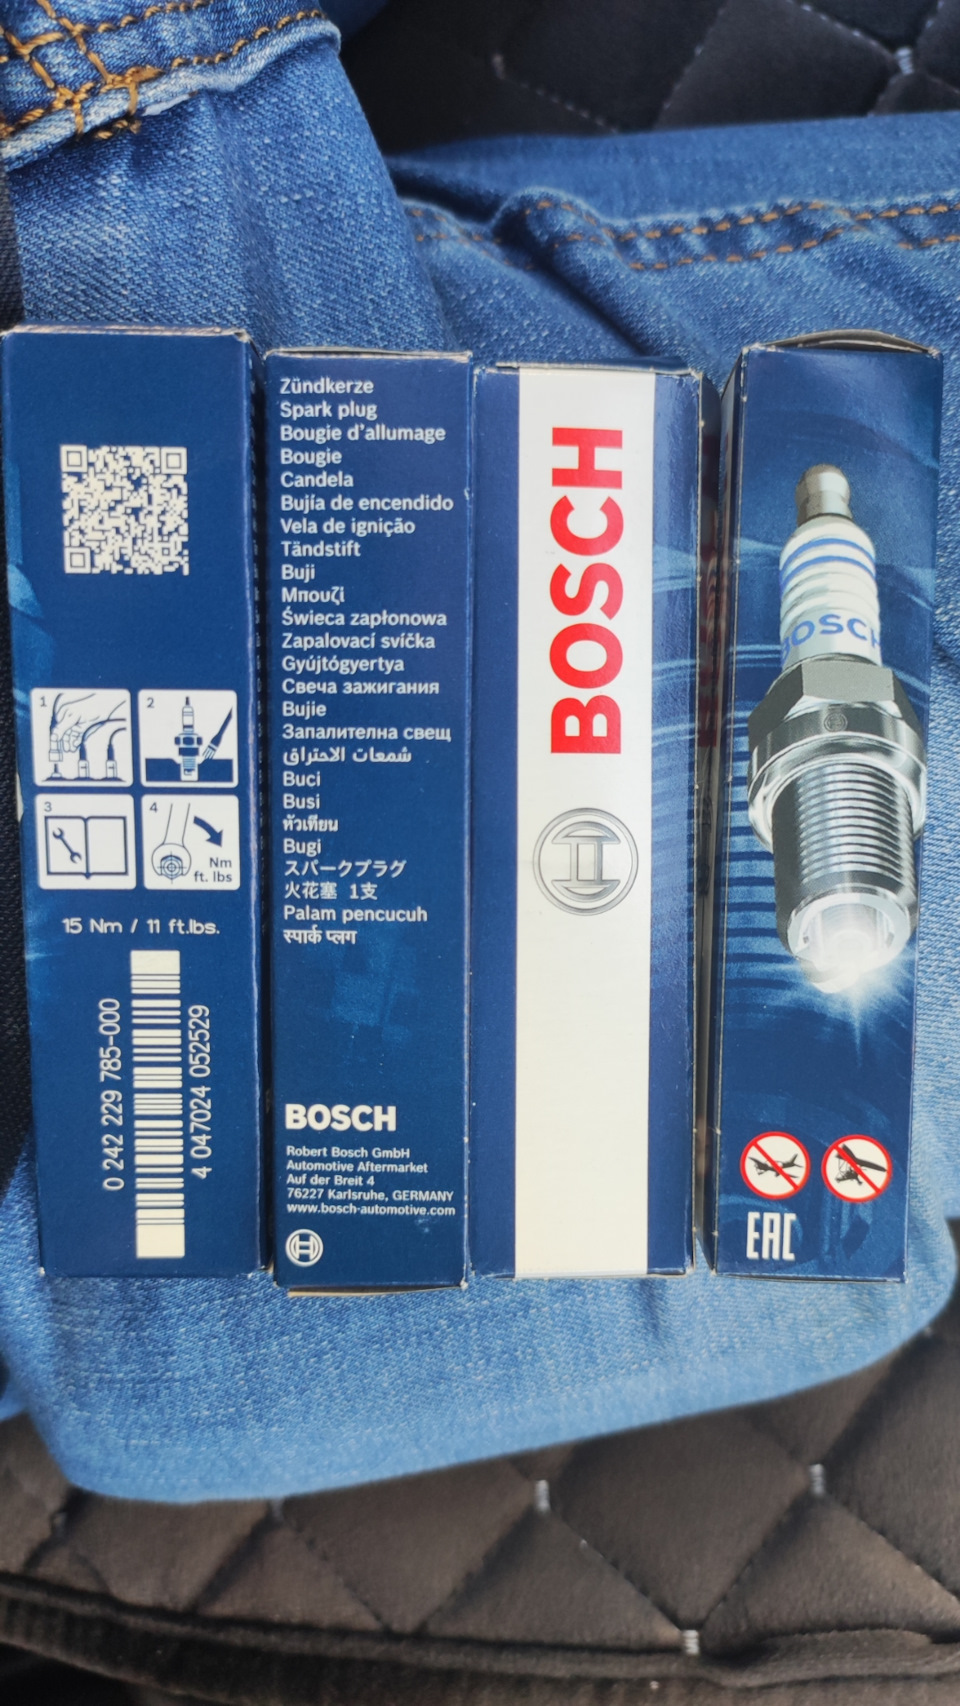 1
2
3
4
Nm
ft. lbs
15 Nm / 11 ft.lbs.
0 242 229 785-000
4 047024 052529
Zündkerze
Spark plug
Bougie d'allumage
Bougie
Candela
Bujía de encendido
Vela de ignição
Tändstift
Buji
Μπουζί
Świeca zapłonowa
Zapalovací svíčka
Gyújtógyertya
Свеча зажигания
Bujie
Запалителна свещ
شمعات الاحتراق
Buci
Busi
หัวเทียน
Bugi
スパークプラグ
火花塞 1支
Palam pencucuh
स्पार्क प्लग
BOSCH
Robert Bosch GmbH
Automotive Aftermarket
Auf der Breit 4
76227 Karlsruhe, GERMANY
www.bosch-automotive.com
BOSCH
BOSCH
EAC